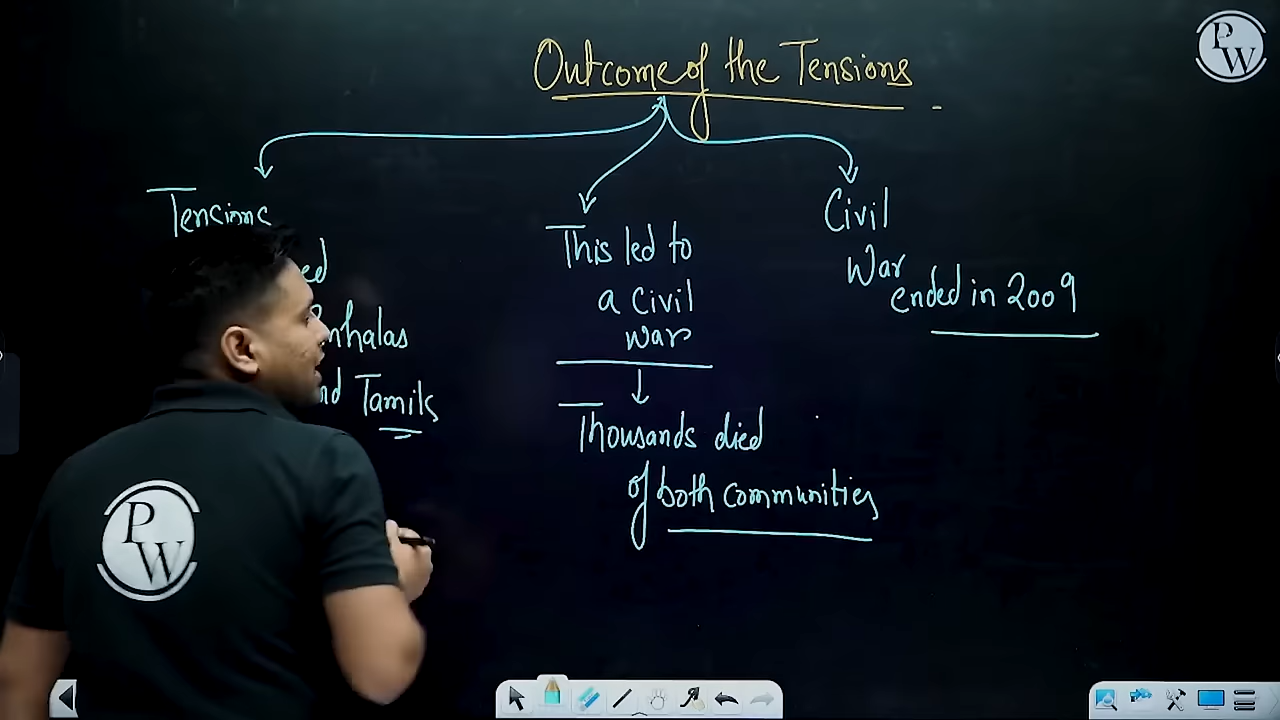 Outcome of the Tensions
Tensions
nhalas
Tamils
This led to
a civil
war
Thousands died
of both communities
Civil
War
ended in 2009
PW
PW